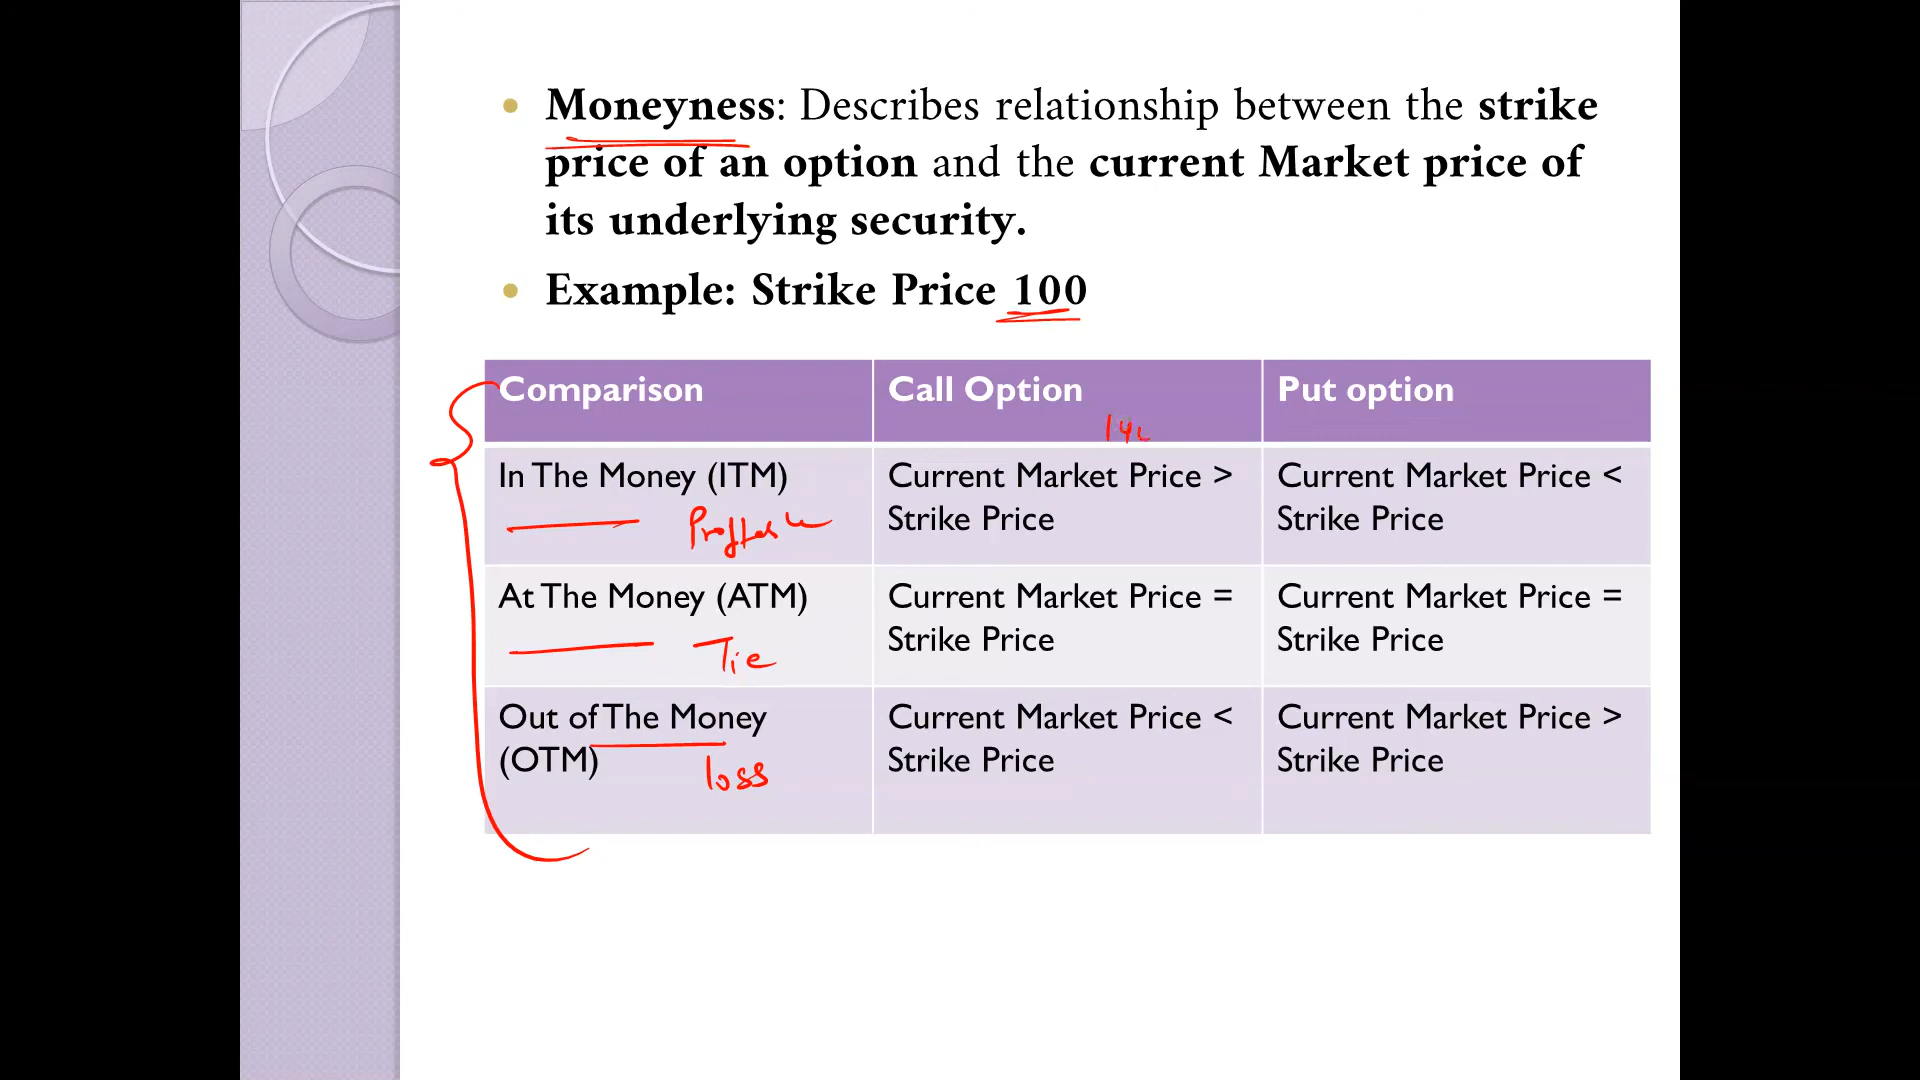 Moneyness: Describes relationship between the strike
price of an option and the current Market price of
its underlying security.
Example: Strike Price 100
Comparison
Call Option
Put option
In The Money (ITM)
Current Market Price >
Strike Price
Current Market Price <
Strike Price
At The Money (ATM)
Tie
Current Market Price =
Strike Price
Current Market Price =
Strike Price
Out of The Money
(OTM)
loss
Current Market Price <
Strike Price
Current Market Price >
Strike Price